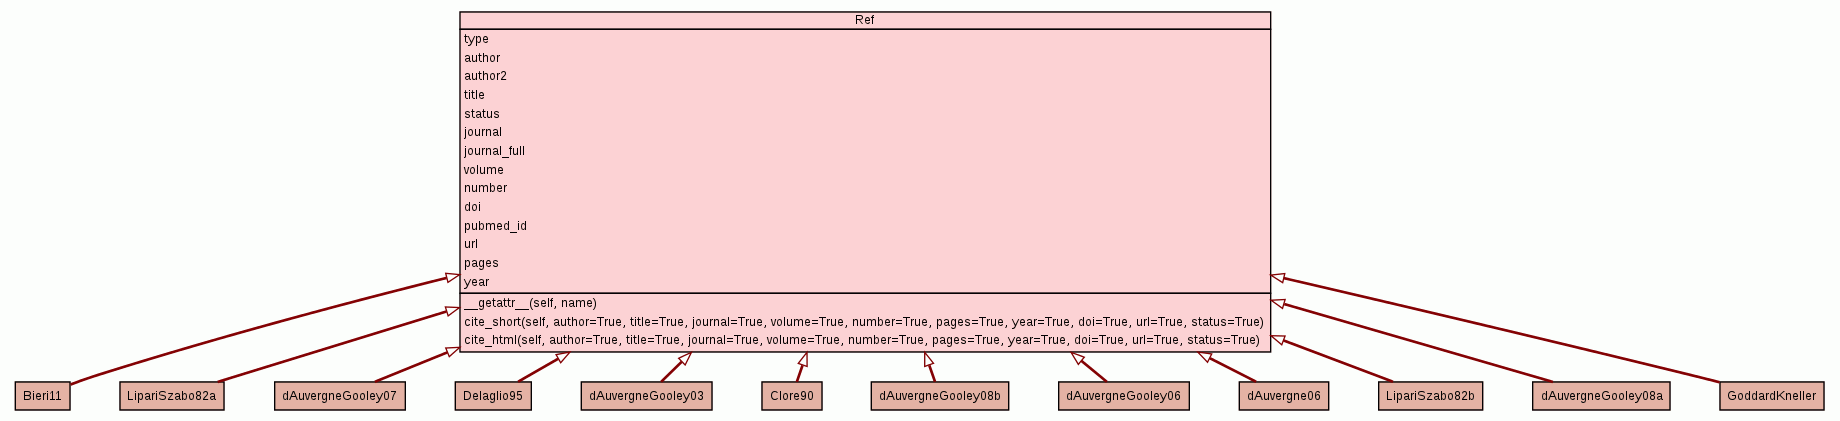 Ref
type
author
author2
title
status
journal
journal_full
volume
number
doi
pubmed_id
url
pages
year
__getattr__(self, name)
cite_short(self, author=True, title=True, journal=True, volume=True, number=True, pages=True, year=True, doi=True, url=True, status=True)
cite_html(self, author=True, title=True, journal=True, volume=True, number=True, pages=True, year=True, doi=True, url=True, status=True)
Bieri11
LipariSzabo82a
dAuvergneGooley07
Delaglio95
dAuvergneGooley03
Clore90
dAuvergneGooley08b
dAuvergneGooley06
dAuvergne06
LipariSzabo82b
dAuvergneGooley08a
GoddardKneller